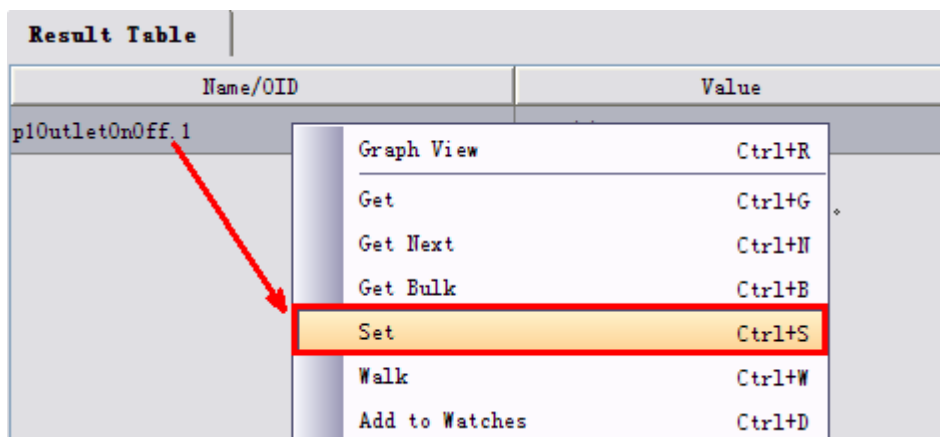 Result Table
Name/OID Value
p1OutletOnOff.1
Graph View Ctrl+R
Get Ctrl+G
Get Next Ctrl+N
Get Bulk Ctrl+B
Set Ctrl+S
Walk Ctrl+W
Add to Watches Ctrl+D